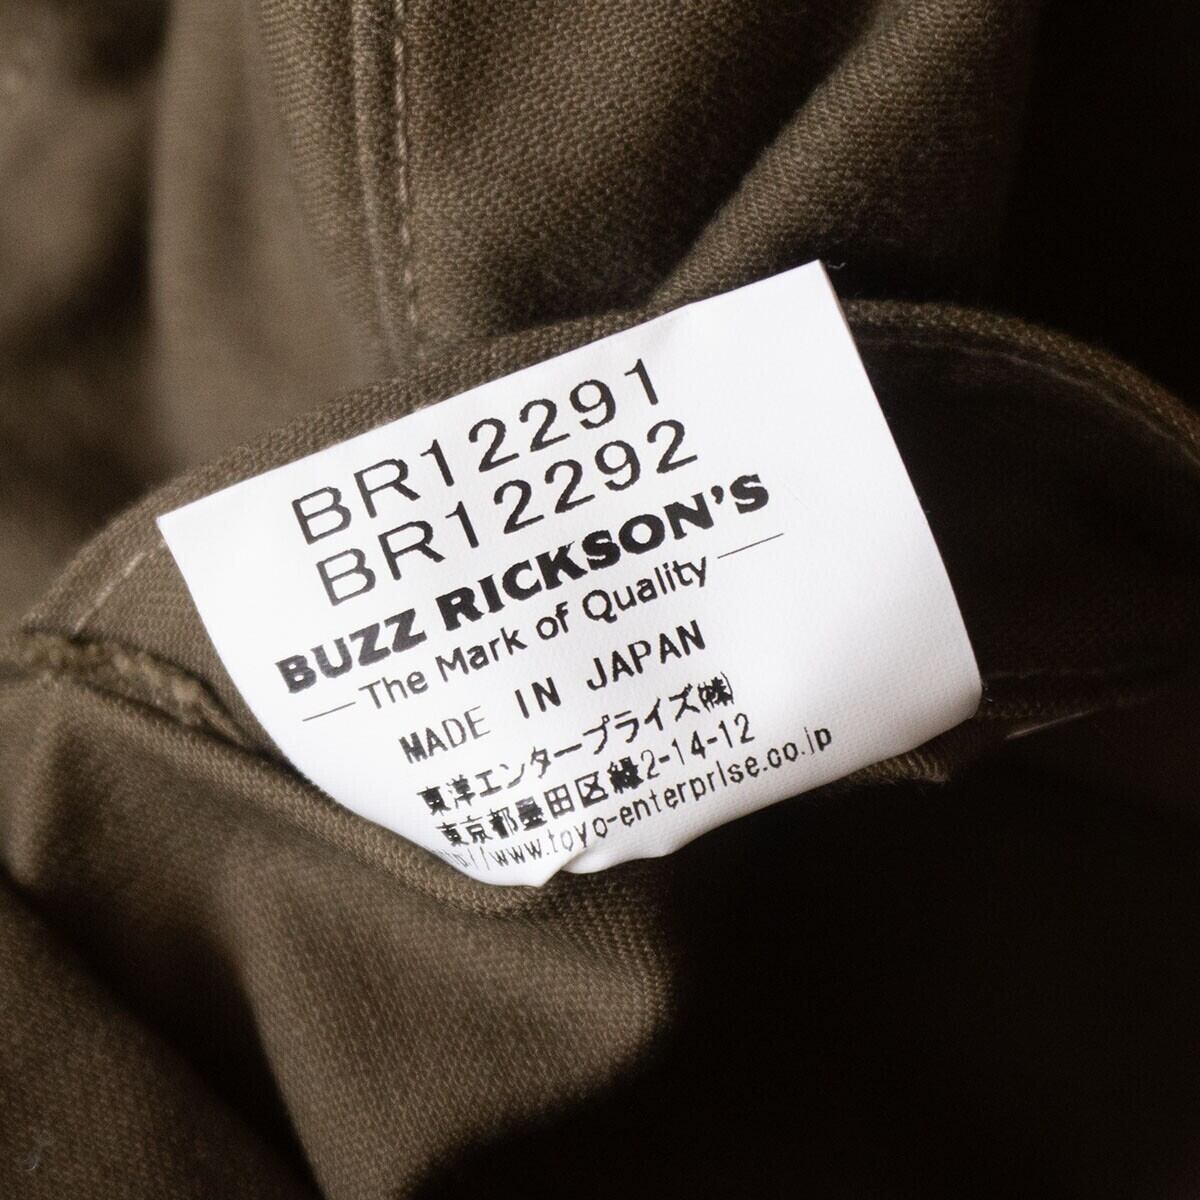 BR12291
BR12292
BUZZ RICKSON'S
The Mark of Quality
MADE IN JAPAN
東洋エンタープライズ㈱
東京都墨田区緑2-14-12
http://www.toyo-enterprise.co.jp